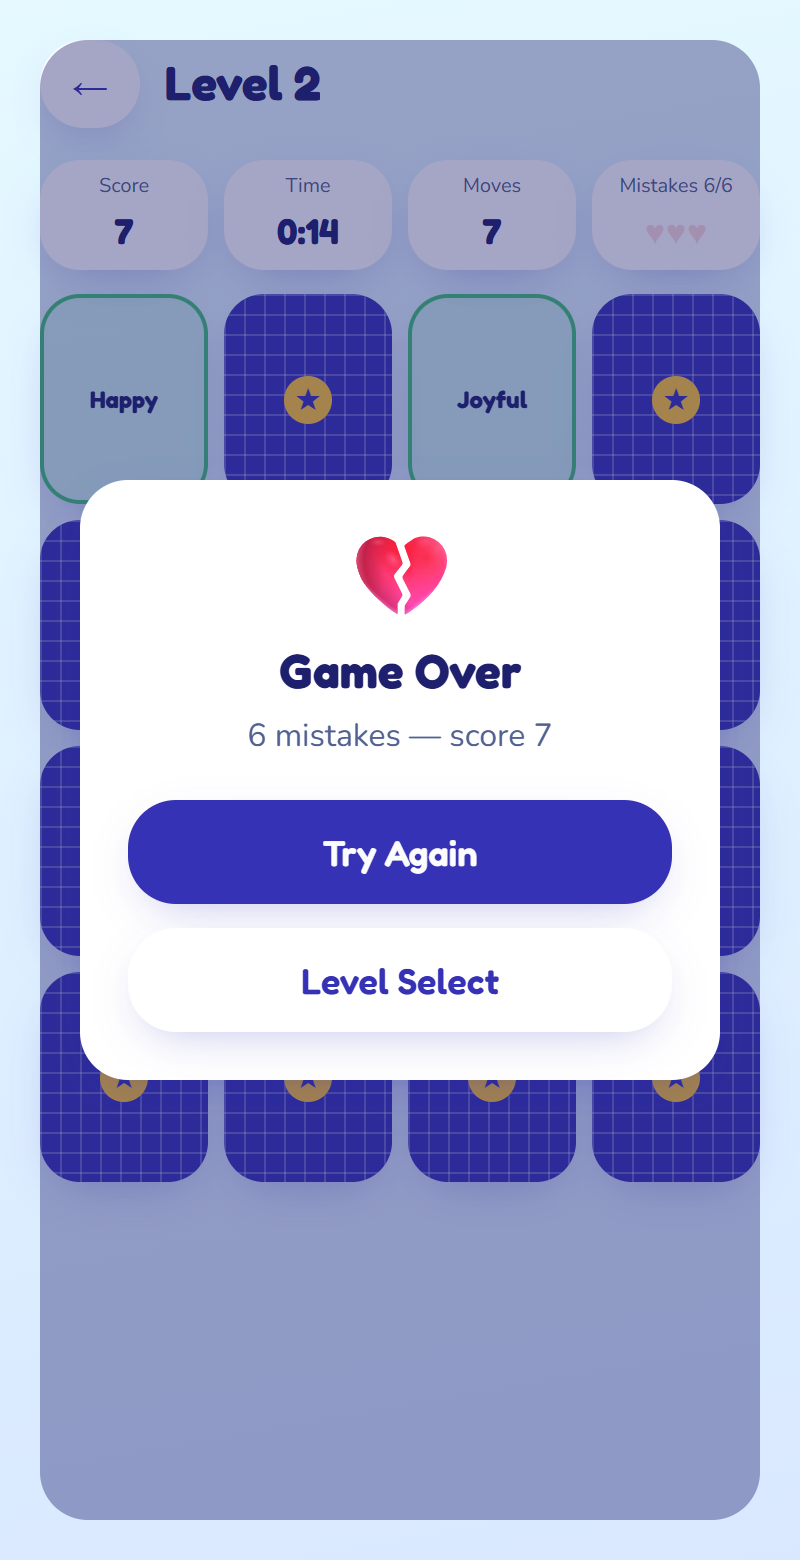 ← Level 2
Score
7
Time
0:14
Moves
7
Mistakes 6/6
♥♥♥
Happy
Joyful
Game Over
6 mistakes — score 7
Try Again
Level Select